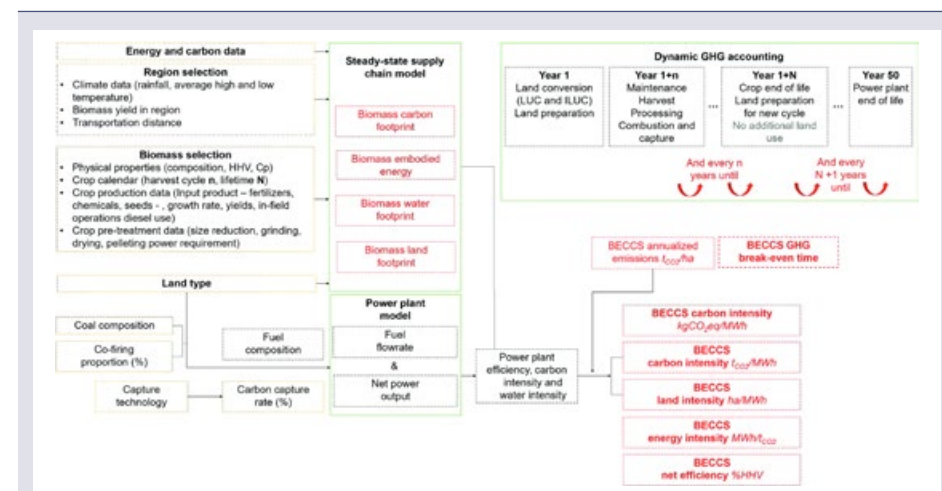 Energy and carbon data
Region selection
• Climate data (rainfall, average high and low
temperature)
• Biomass yield in region
• Transportation distance
Biomass selection
• Physical properties (composition, HHV, Cp)
• Crop calendar (harvest cycle n, lifetime N)
• Crop production data (Input product – fertilizers,
chemicals, seeds - , growth rate, yields, in-field
operations diesel use)
• Crop pre-treatment data (size reduction, grinding,
drying, pelleting power requirement)
Land type
Coal composition
Co-firing
proportion (%)
Fuel
composition
Capture
technology
Carbon capture
rate (%)
Steady-state supply
chain model
Biomass carbon
footprint
Biomass embodied
energy
Biomass water
footprint
Biomass land
footprint
Power plant
model
Fuel
flowrate
&
Net power
output
Power plant
efficiency, carbon
intensity and
water intensity
Dynamic GHG accounting
Year 1
Land conversion
(LUC and ILUC)
Land preparation
Year 1+n
Maintenance
Harvest
Processing
Combustion and
capture
...
Year 1+N
Crop end of life
Land preparation
for new cycle
No additional land
use
...
Year 50
Power plant
end of life
And every n
years until
And every
N +1 years
until
BECCS annualized
emissions tCO2/ha
BECCS GHG
break-even time
BECCS carbon intensity
kgCO2eq/MWh
BECCS
carbon intensity tCO2/MWh
BECCS
land intensity ha/MWh
BECCS
energy intensity MWh/tCO2
BECCS
net efficiency %HHV